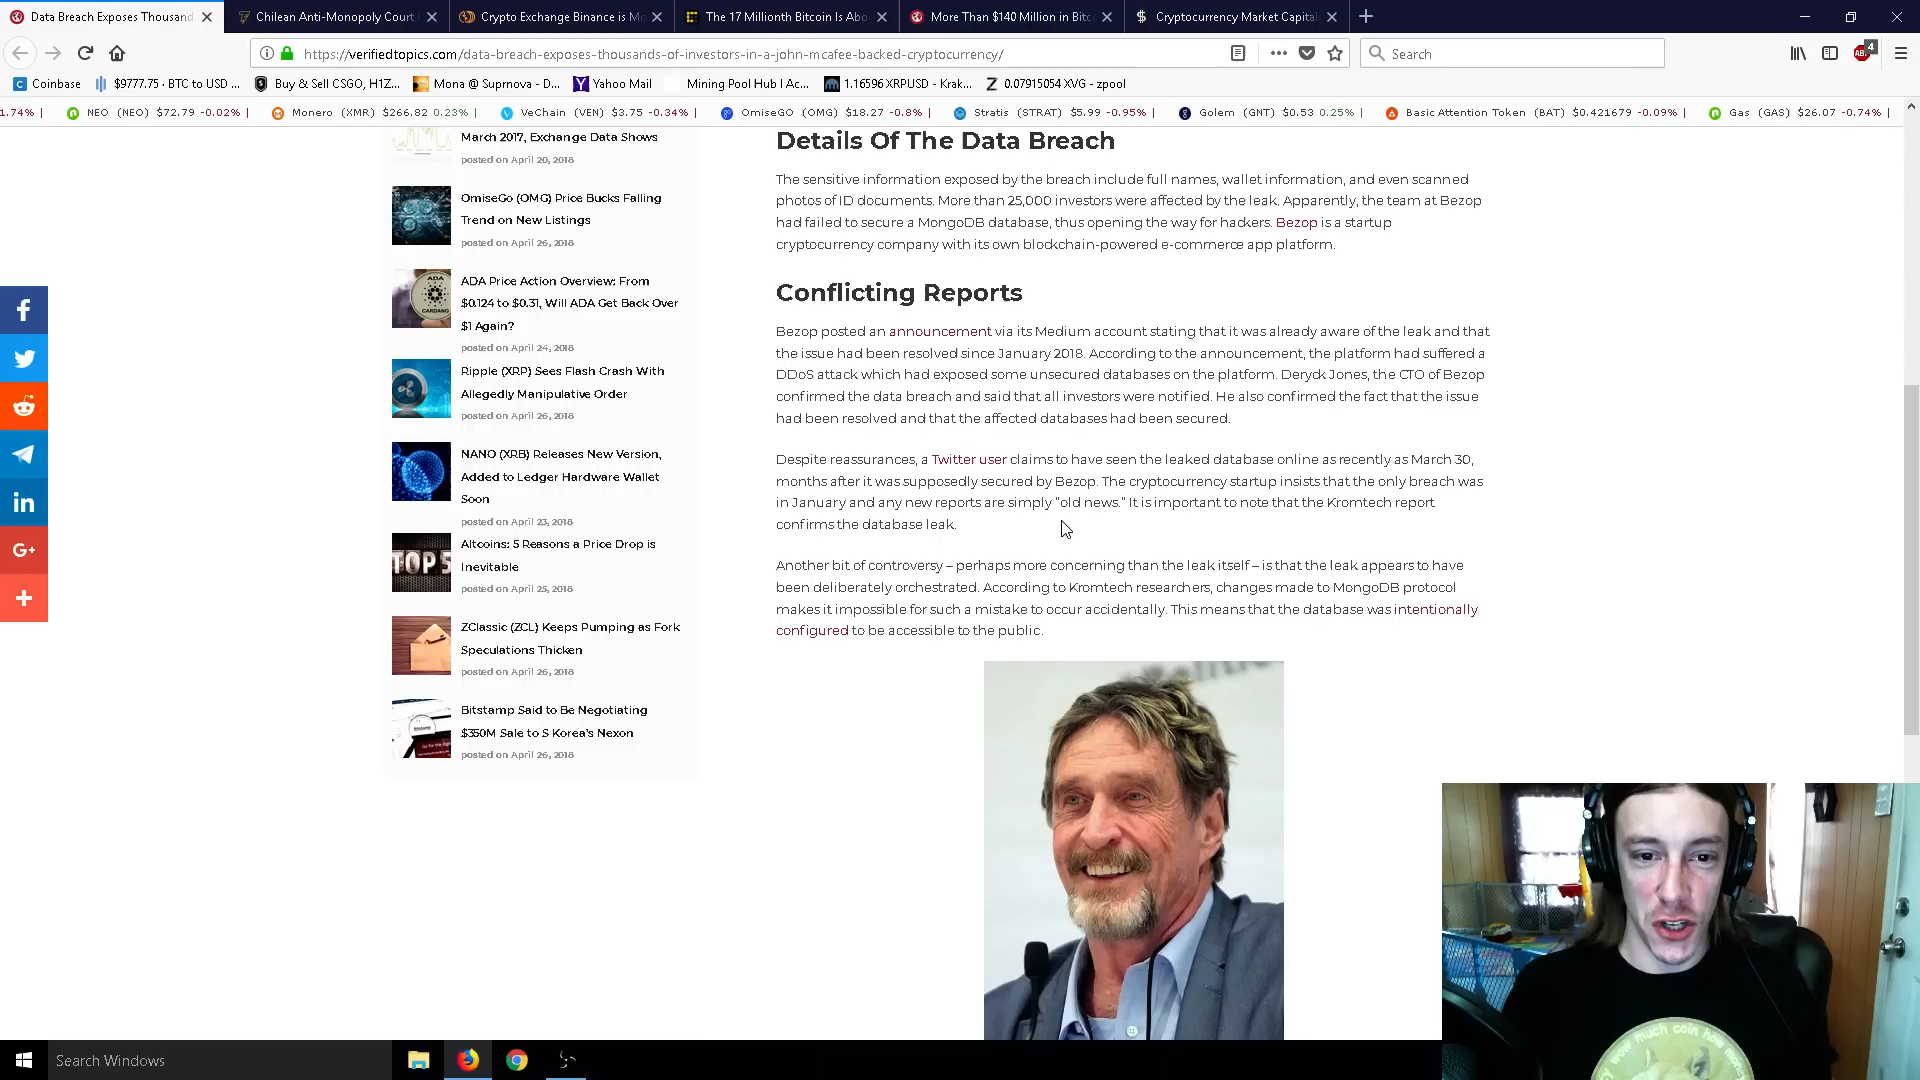 Data Breach Exposes Thousand
Chilean Anti-Monopoly Court
Crypto Exchange Binance is Mo
The 17 Millionth Bitcoin Is Abo
More Than $140 Million in Bitc
Cryptocurrency Market Capital
https://verifiedtopics.com/data-breach-exposes-thousands-of-investors-in-a-john-mcafee-backed-cryptocurrency/
Search
4
Coinbase
$9777.75 · BTC to USD ...
Buy & Sell CSGO, H1Z...
Mona @ Suprnova - D...
Yahoo Mail
Mining Pool Hub | Ac...
1.16596 XRPUSD - Krak...
0.07915054 XVG - zpool
1.74% |
NEO (NEO) $72.79 -0.02% |
Monero (XMR) $266.82 0.23% |
VeChain (VEN) $3.75 -0.34% |
OmiseGO (OMG) $18.27 -0.8% |
Stratis (STRAT) $5.99 -0.95% |
Golem (GNT) $0.53 0.25% |
Basic Attention Token (BAT) $0.421679 -0.09% |
Gas (GAS) $26.07 -0.74% |
March 2017, Exchange Data Shows
posted on April 20, 2018
OmiseGo (OMG) Price Bucks Falling
Trend on New Listings
posted on April 26, 2018
ADA Price Action Overview: From
$0.124 to $0.31, Will ADA Get Back Over
$1 Again?
posted on April 24, 2018
Ripple (XRP) Sees Flash Crash With
Allegedly Manipulative Order
posted on April 26, 2018
NANO (XRB) Releases New Version,
Added to Ledger Hardware Wallet
Soon
posted on April 23, 2018
TOP 5
Altcoins: 5 Reasons a Price Drop is
Inevitable
posted on April 25, 2018
ZClassic (ZCL) Keeps Pumping as Fork
Speculations Thicken
posted on April 26, 2018
Bitstamp Said to Be Negotiating
$350M Sale to S Korea's Nexon
posted on April 26, 2018
Details Of The Data Breach
The sensitive information exposed by the breach include full names, wallet information, and even scanned
photos of ID documents. More than 25,000 investors were affected by the leak. Apparently, the team at Bezop
had failed to secure a MongoDB database, thus opening the way for hackers. Bezop is a startup
cryptocurrency company with its own blockchain-powered e-commerce app platform.
Conflicting Reports
Bezop posted an announcement via its Medium account stating that it was already aware of the leak and that
the issue had been resolved since January 2018. According to the announcement, the platform had suffered a
DDoS attack which had exposed some unsecured databases on the platform. Deryck Jones, the CTO of Bezop
confirmed the data breach and said that all investors were notified. He also confirmed the fact that the issue
had been resolved and that the affected databases had been secured.
Despite reassurances, a Twitter user claims to have seen the leaked database online as recently as March 30,
months after it was supposedly secured by Bezop. The cryptocurrency startup insists that the only breach was
in January and any new reports are simply “old news.” It is important to note that the Kromtech report
confirms the database leak.
Another bit of controversy – perhaps more concerning than the leak itself – is that the leak appears to have
been deliberately orchestrated. According to Kromtech researchers, changes made to MongoDB protocol
makes it impossible for such a mistake to occur accidentally. This means that the database was intentionally
configured to be accessible to the public.
wow much coin how money
Search Windows